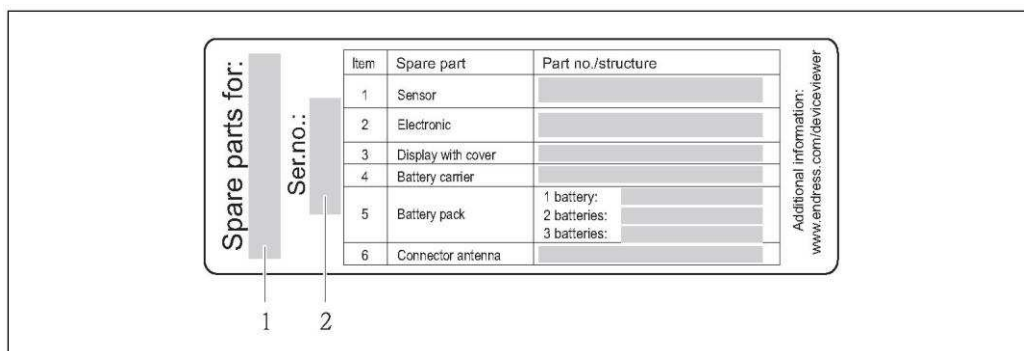 Spare parts for:
Ser.no.:
Item Spare part Part no./structure
1 Sensor
2 Electronic
3 Display with cover
4 Battery carrier
5 Battery pack 1 battery:
2 batteries:
3 batteries:
6 Connector antenna
Additional information:
www.endress.com/deviceviewer
1 2